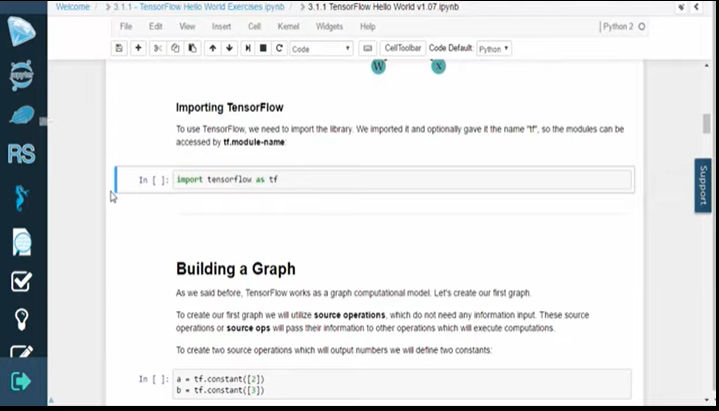 Welcome / > 3.1.1 - TensorFlow Hello World Exercises ipynb / > 3.1.1 TensorFlow Hello World v1.07.ipynb
File Edit View Insert Cell Kernel Widgets Help Python 2
Code CellToolbar Code Default: Python
W x
Importing TensorFlow
To use TensorFlow, we need to import the library. We imported it and optionally gave it the name "tf", so the modules can be
accessed by tf.module-name:
In [ ]: import tensorflow as tf
Building a Graph
As we said before, TensorFlow works as a graph computational model. Let's create our first graph.
To create our first graph we will utilize source operations, which do not need any information input. These source
operations or source ops will pass their information to other operations which will execute computations.
To create two source operations which will output numbers we will define two constants:
In [ ]: a = tf.constant([2])
b = tf.constant([3])
jupyter
RS
Support